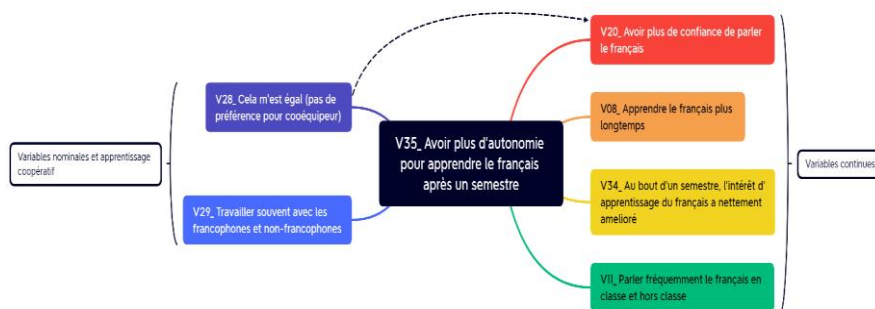 Variables nominales et apprentissage
coopératif
V28_ Cela m'est égal (pas de
préférence pour cooéquipeur)
V29_ Travailler souvent avec les
francophones et non-francophones
V35_ Avoir plus d'autonomie
pour apprendre le français
après un semestre
V20_ Avoir plus de confiance de parler
le français
V08_ Apprendre le français plus
longtemps
V34_ Au bout d'un semestre, l'intérêt d'
apprentissage du français a nettement
amelioré
V11_ Parler fréquemment le français en
classe et hors classe
Variables continues